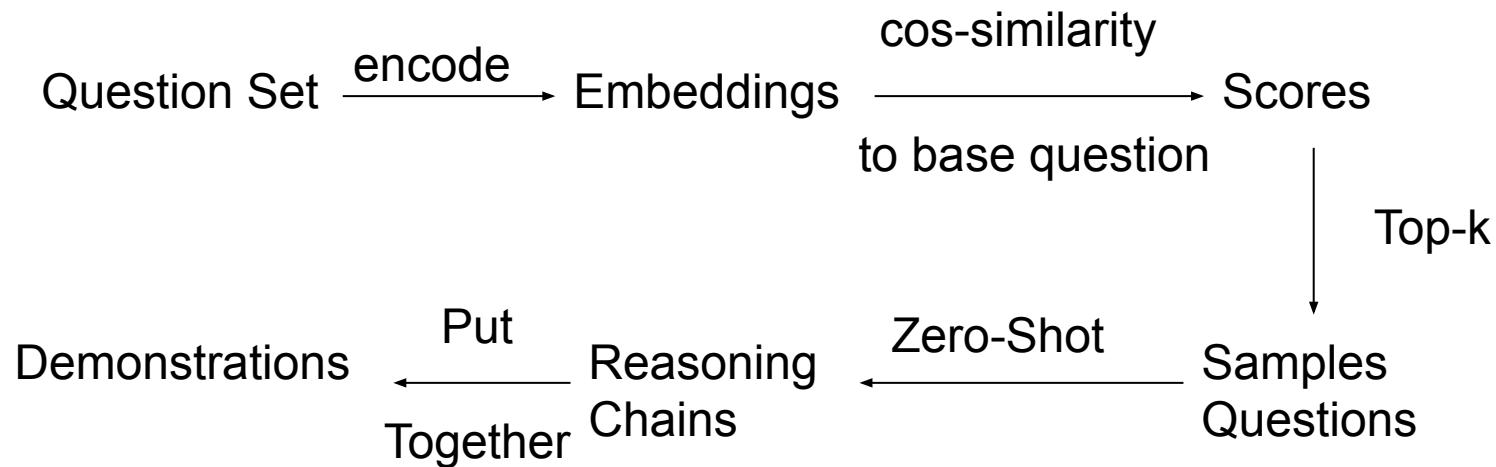 cos-similarity
Question Set
encode
Embeddings
Scores
to base question
Top-k
Demonstrations
Put
Together
Reasoning
Chains
Zero-Shot
Samples
Questions